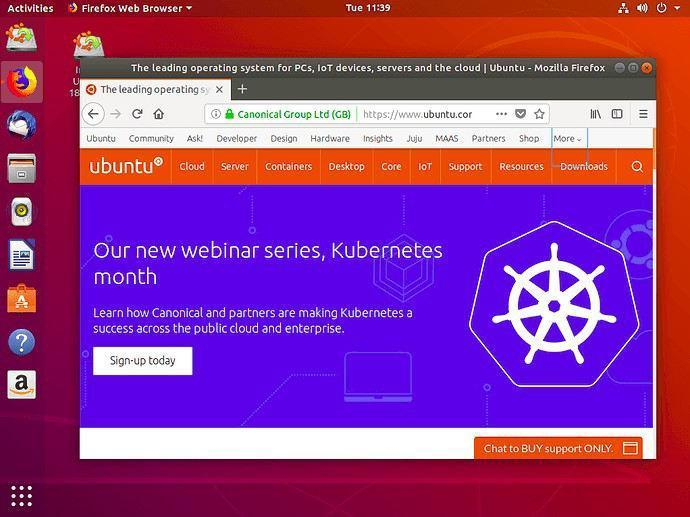 Activities Firefox Web Browser Tue 11:39
18
The leading operating system for PCs, IoT devices, servers and the cloud | Ubuntu - Mozilla Firefox
The leading operating sy
Canonical Group Ltd (GB) https://www.ubuntu.cor
Ubuntu Community Ask! Developer Design Hardware Insights Juju MAAS Partners Shop More
ubuntu Cloud Server Containers Desktop Core IoT Support Resources Downloads
Our new webinar series, Kubernetes
month
Learn how Canonical and partners are making Kubernetes a
success across the public cloud and enterprise.
Sign-up today
Chat to BUY support ONLY.